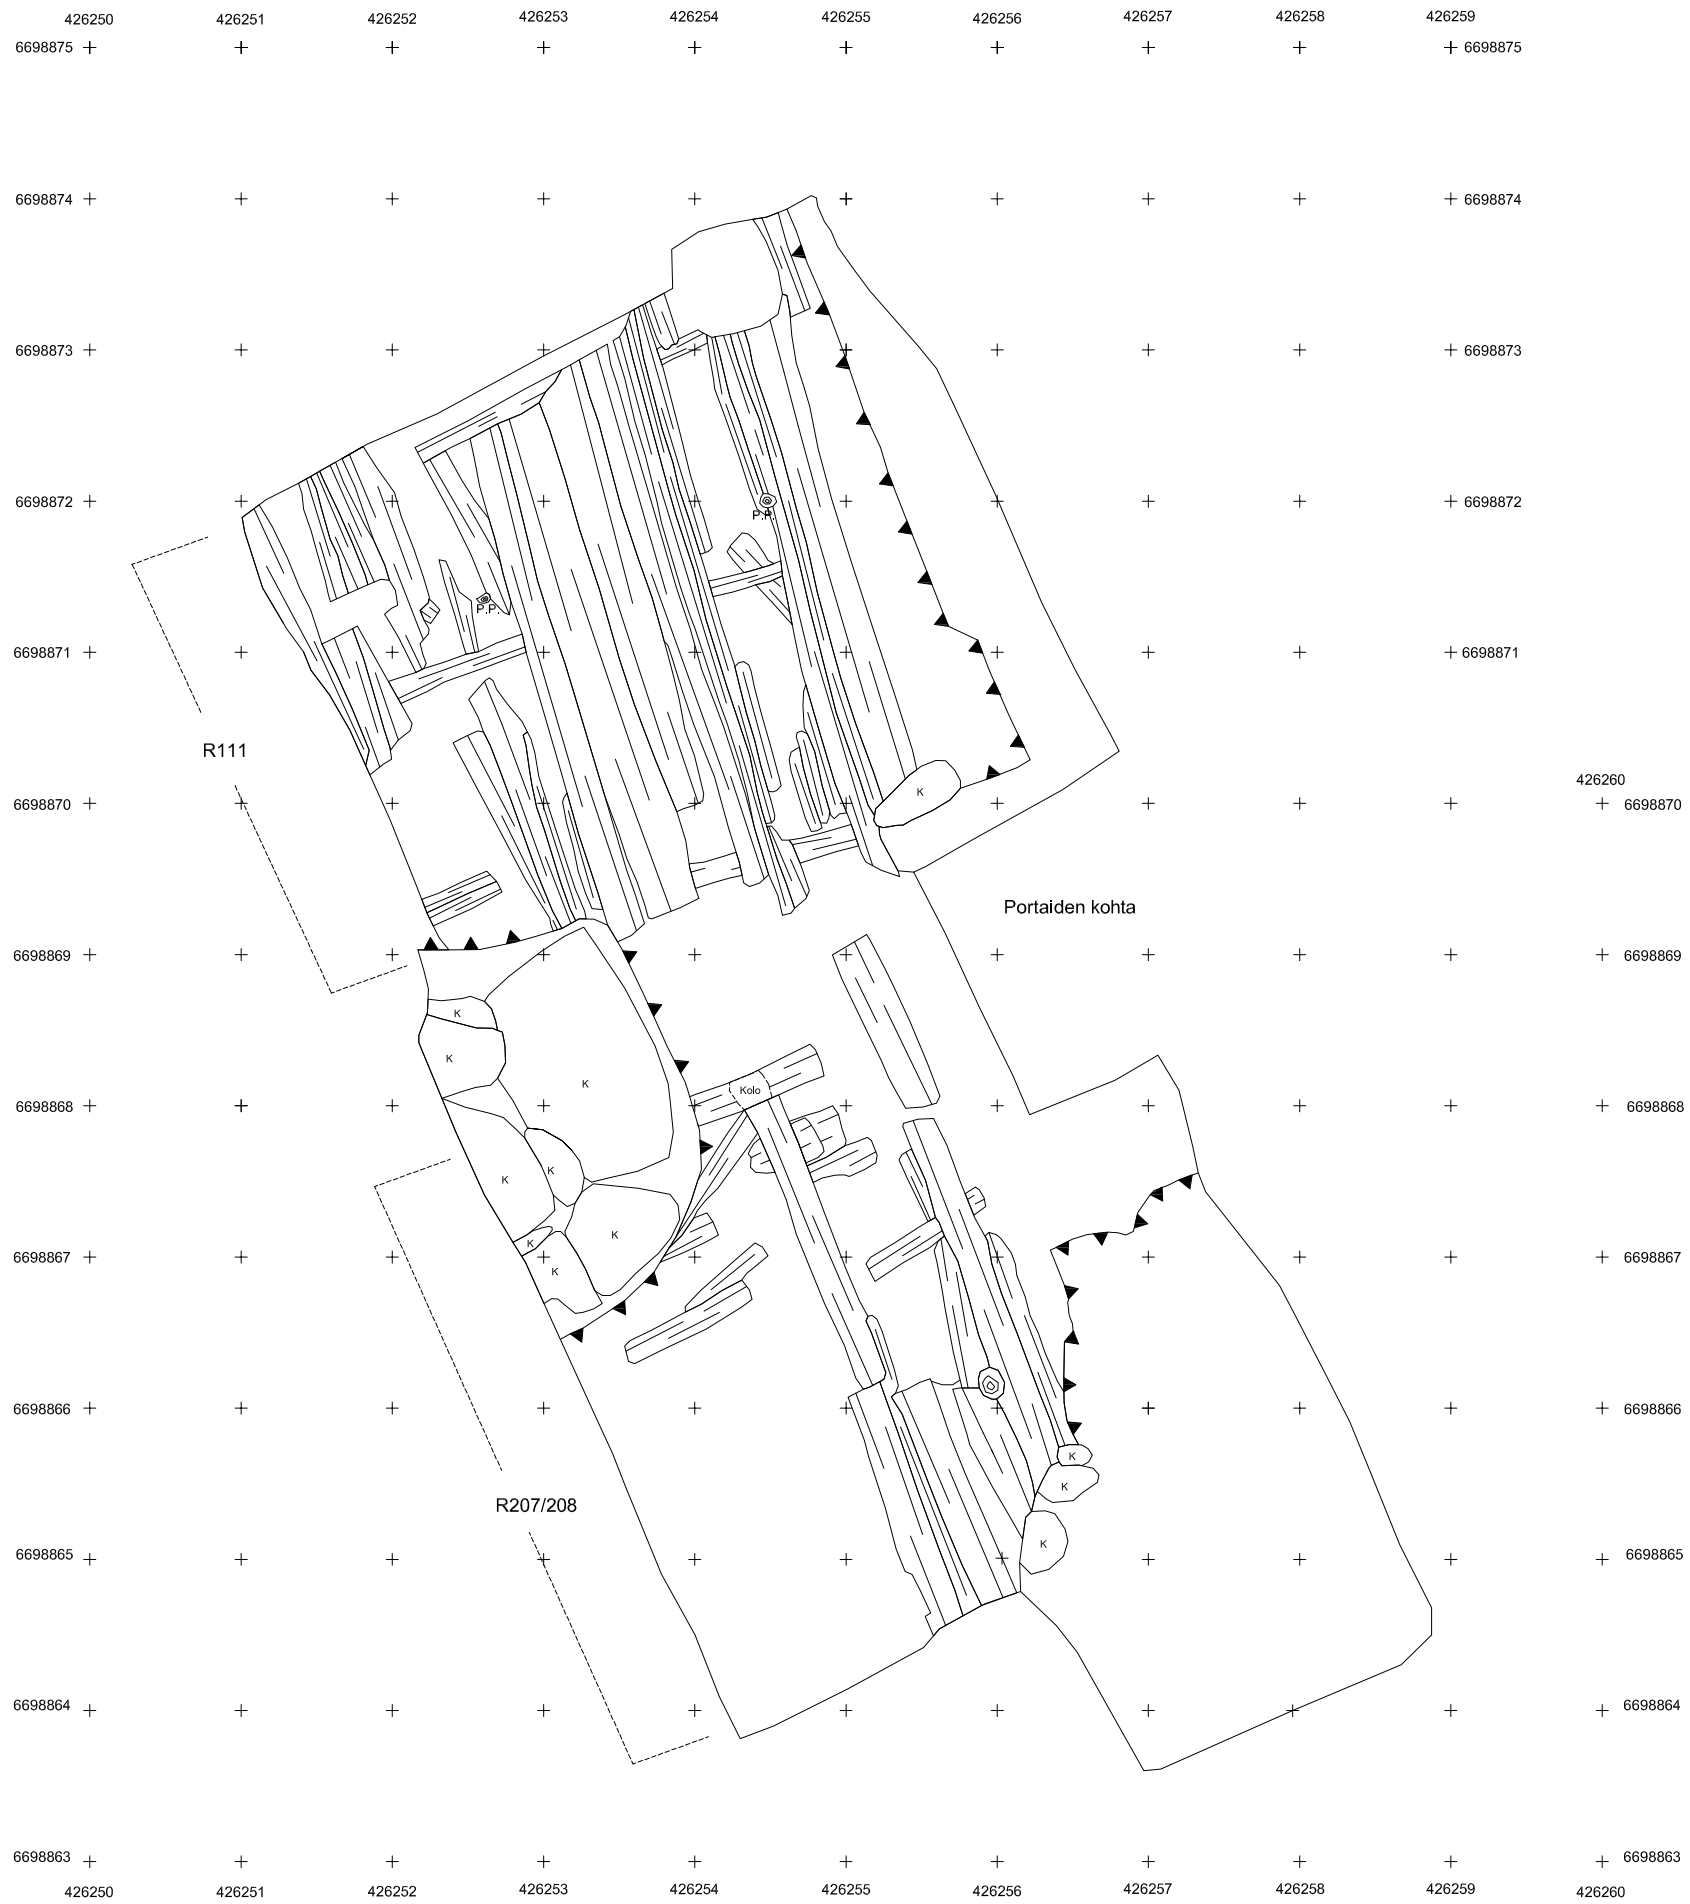 426250 426251 426252 426253 426254 426255 426256 426257 426258 426259
6698875 6698875
6698874 6698874
6698873 6698873
6698872 6698872
P.P.
P.P.
6698871 6698871
R111
426260
6698870 K 6698870
Portaiden kohta
6698869 6698869
K
K
K
Kolo
6698868 6698868
K
K
K
K
6698867 6698867
K
6698866 6698866
K
K
R207/208
K
6698865 6698865
6698864 6698864
6698863 6698863
426250 426251 426252 426253 426254 426255 426256 426257 426258 426259 426260